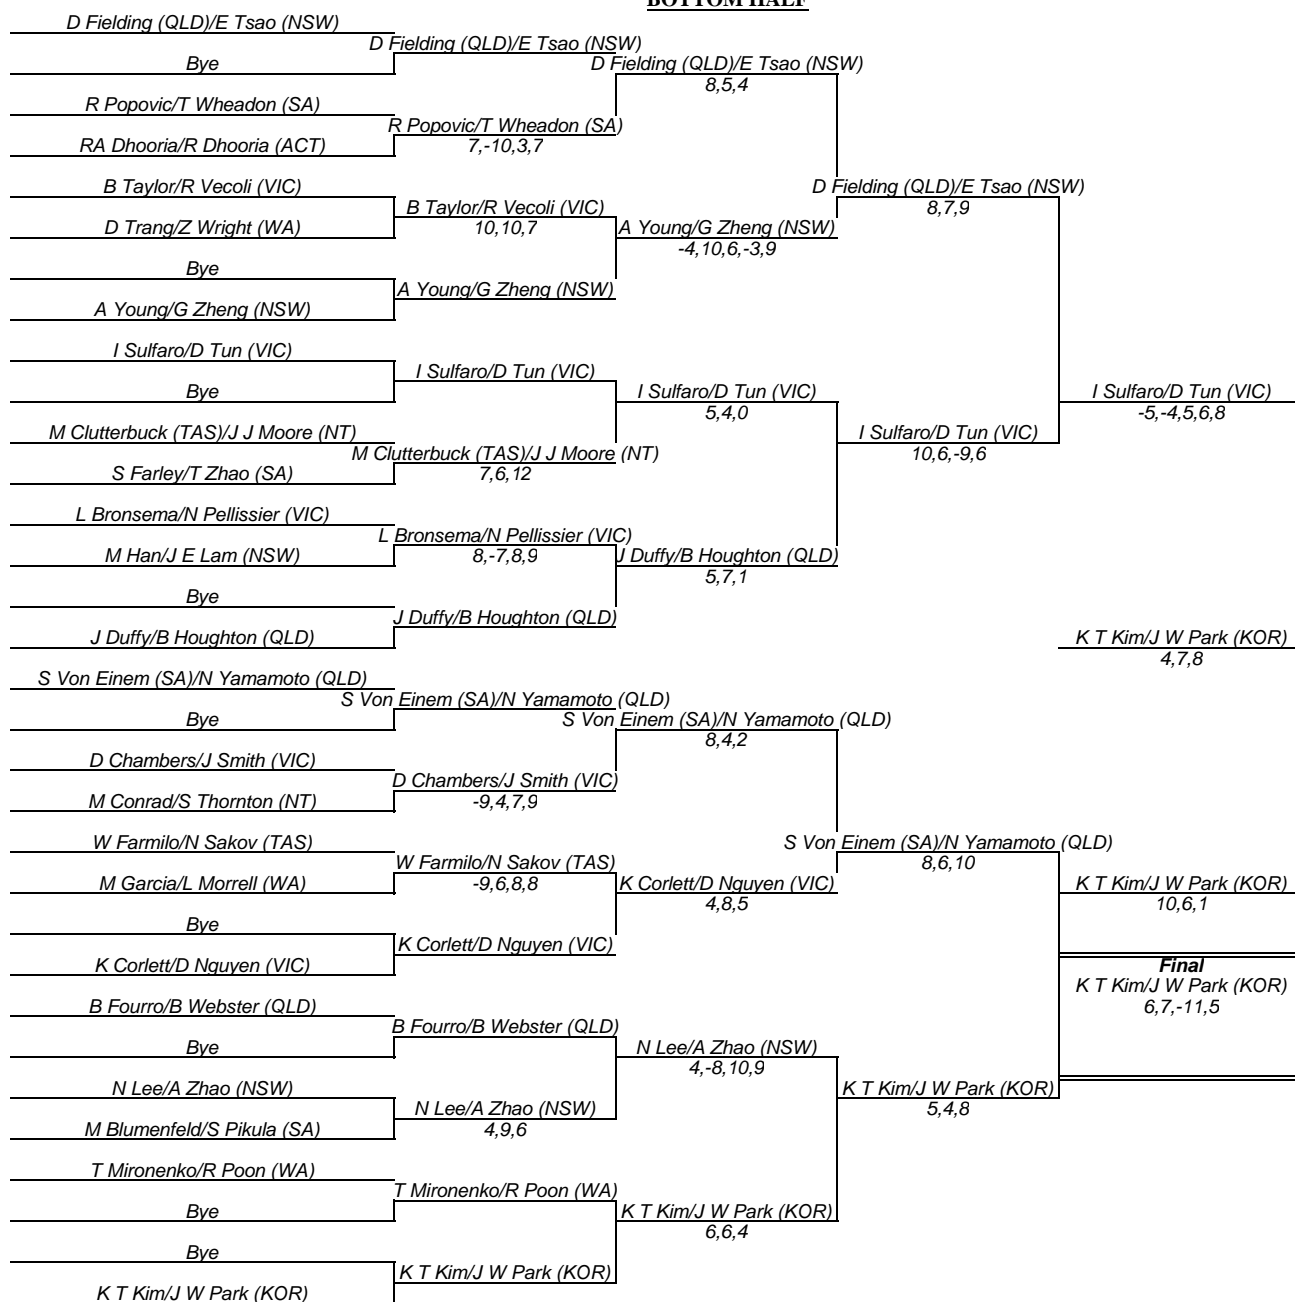 BOTTOM HALF
D Fielding (QLD)/E Tsao (NSW)
Bye
R Popovic/T Wheadon (SA)
RA Dhooria/R Dhooria (ACT)
B Taylor/R Vecoli (VIC)
D Trang/Z Wright (WA)
Bye
A Young/G Zheng (NSW)
I Sulfaro/D Tun (VIC)
Bye
M Clutterbuck (TAS)/J J Moore (NT)
S Farley/T Zhao (SA)
L Bronsema/N Pellissier (VIC)
M Han/J E Lam (NSW)
Bye
J Duffy/B Houghton (QLD)
S Von Einem (SA)/N Yamamoto (QLD)
Bye
D Chambers/J Smith (VIC)
M Conrad/S Thornton (NT)
W Farmilo/N Sakov (TAS)
M Garcia/L Morrell (WA)
Bye
K Corlett/D Nguyen (VIC)
B Fourro/B Webster (QLD)
Bye
N Lee/A Zhao (NSW)
M Blumenfeld/S Pikula (SA)
T Mironenko/R Poon (WA)
Bye
Bye
K T Kim/J W Park (KOR)
D Fielding (QLD)/E Tsao (NSW)
R Popovic/T Wheadon (SA)
7,-10,3,7
B Taylor/R Vecoli (VIC)
10,10,7
A Young/G Zheng (NSW)
I Sulfaro/D Tun (VIC)
M Clutterbuck (TAS)/J J Moore (NT)
7,6,12
L Bronsema/N Pellissier (VIC)
8,-7,8,9
J Duffy/B Houghton (QLD)
S Von Einem (SA)/N Yamamoto (QLD)
D Chambers/J Smith (VIC)
-9,4,7,9
W Farmilo/N Sakov (TAS)
-9,6,8,8
K Corlett/D Nguyen (VIC)
B Fourro/B Webster (QLD)
N Lee/A Zhao (NSW)
4,9,6
T Mironenko/R Poon (WA)
K T Kim/J W Park (KOR)
D Fielding (QLD)/E Tsao (NSW)
8,5,4
A Young/G Zheng (NSW)
-4,10,6,-3,9
I Sulfaro/D Tun (VIC)
5,4,0
J Duffy/B Houghton (QLD)
5,7,1
S Von Einem (SA)/N Yamamoto (QLD)
8,4,2
K Corlett/D Nguyen (VIC)
4,8,5
N Lee/A Zhao (NSW)
4,-8,10,9
K T Kim/J W Park (KOR)
6,6,4
D Fielding (QLD)/E Tsao (NSW)
8,7,9
I Sulfaro/D Tun (VIC)
10,6,-9,6
S Von Einem (SA)/N Yamamoto (QLD)
8,6,10
K T Kim/J W Park (KOR)
5,4,8
I Sulfaro/D Tun (VIC)
-5,-4,5,6,8
K T Kim/J W Park (KOR)
4,7,8
K T Kim/J W Park (KOR)
10,6,1
Final
K T Kim/J W Park (KOR)
6,7,-11,5